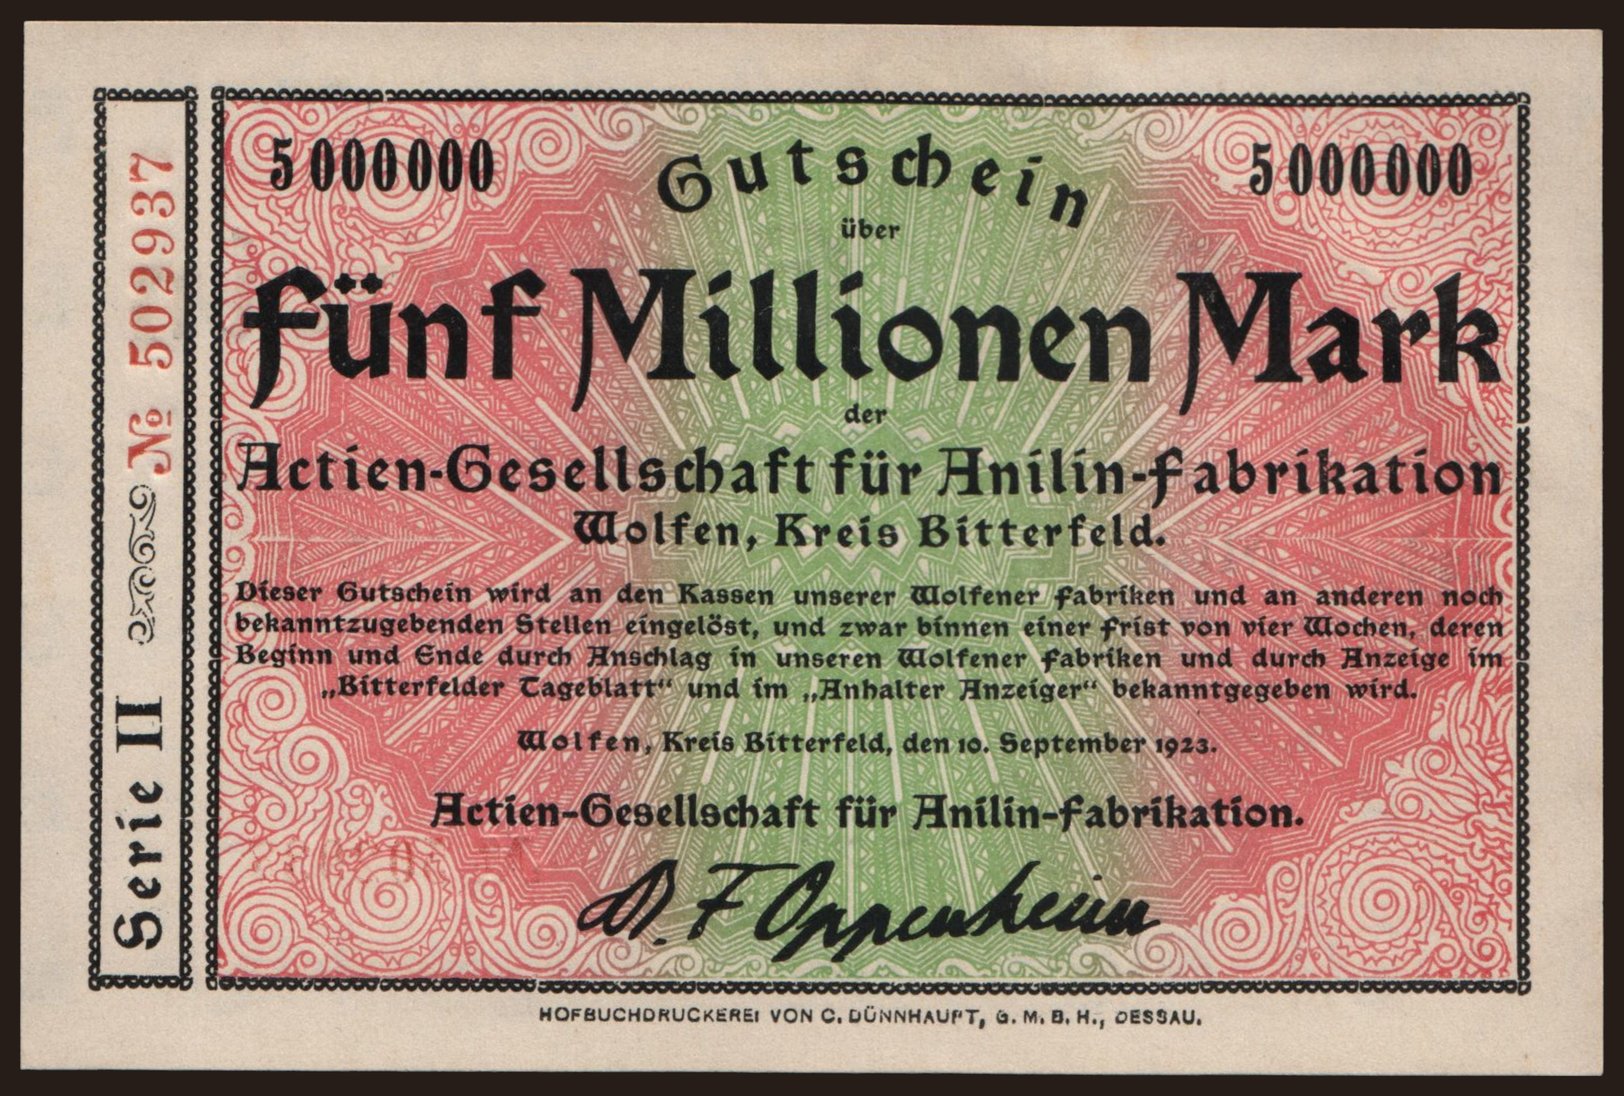 Serie II № 502937
5000000 Gutschein 5000000
über
Fünf Millionen Mark
der
Actien-Gesellschaft für Anilin-Fabrikation
Wolfen, Kreis Bitterfeld.
Dieser Gutschein wird an den Kassen unserer Wolfener Fabriken und an anderen noch
bekanntzugebenden Stellen eingelöst, und zwar binnen einer Frist von vier Wochen, deren
Beginn und Ende durch Anschlag in unseren Wolfener Fabriken und durch Anzeige im
„Bitterfelder Tageblatt“ und im „Anhalter Anzeiger“ bekanntgegeben wird.
Wolfen, Kreis Bitterfeld, den 10. September 1923.
Actien-Gesellschaft für Anilin-Fabrikation.
F Oppenheim
HOFBUCHDRUCKEREI VON C. DÜNNHAUPT, G. M. B. H., DESSAU.